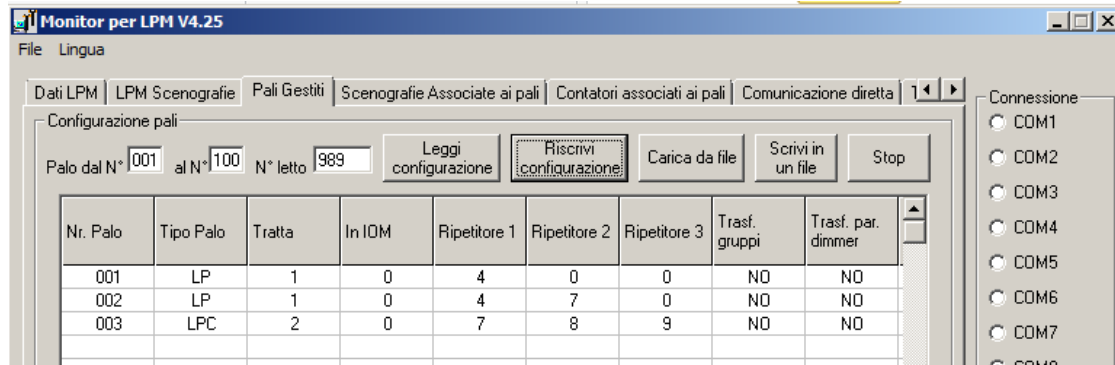 Monitor per LPM V4.25
File Lingua
Dati LPM LPM Scenografie Pali Gestiti Scenografie Associate ai pali Contatori associati ai pali Comunicazione diretta
Configurazione pali
Palo dal N° 001 al N° 100 N° letto 989
Leggi configurazione
Riscrivi configurazione
Carica da file
Scrivi in un file
Stop
Nr. Palo Tipo Palo Tratta In IOM Ripetitore 1 Ripetitore 2 Ripetitore 3 Trasf. gruppi Trasf. par. dimmer
001 LP 1 0 4 0 0 NO NO
002 LP 1 0 4 7 0 NO NO
003 LPC 2 0 7 8 9 NO NO
Connessione
COM1
COM2
COM3
COM4
COM5
COM6
COM7